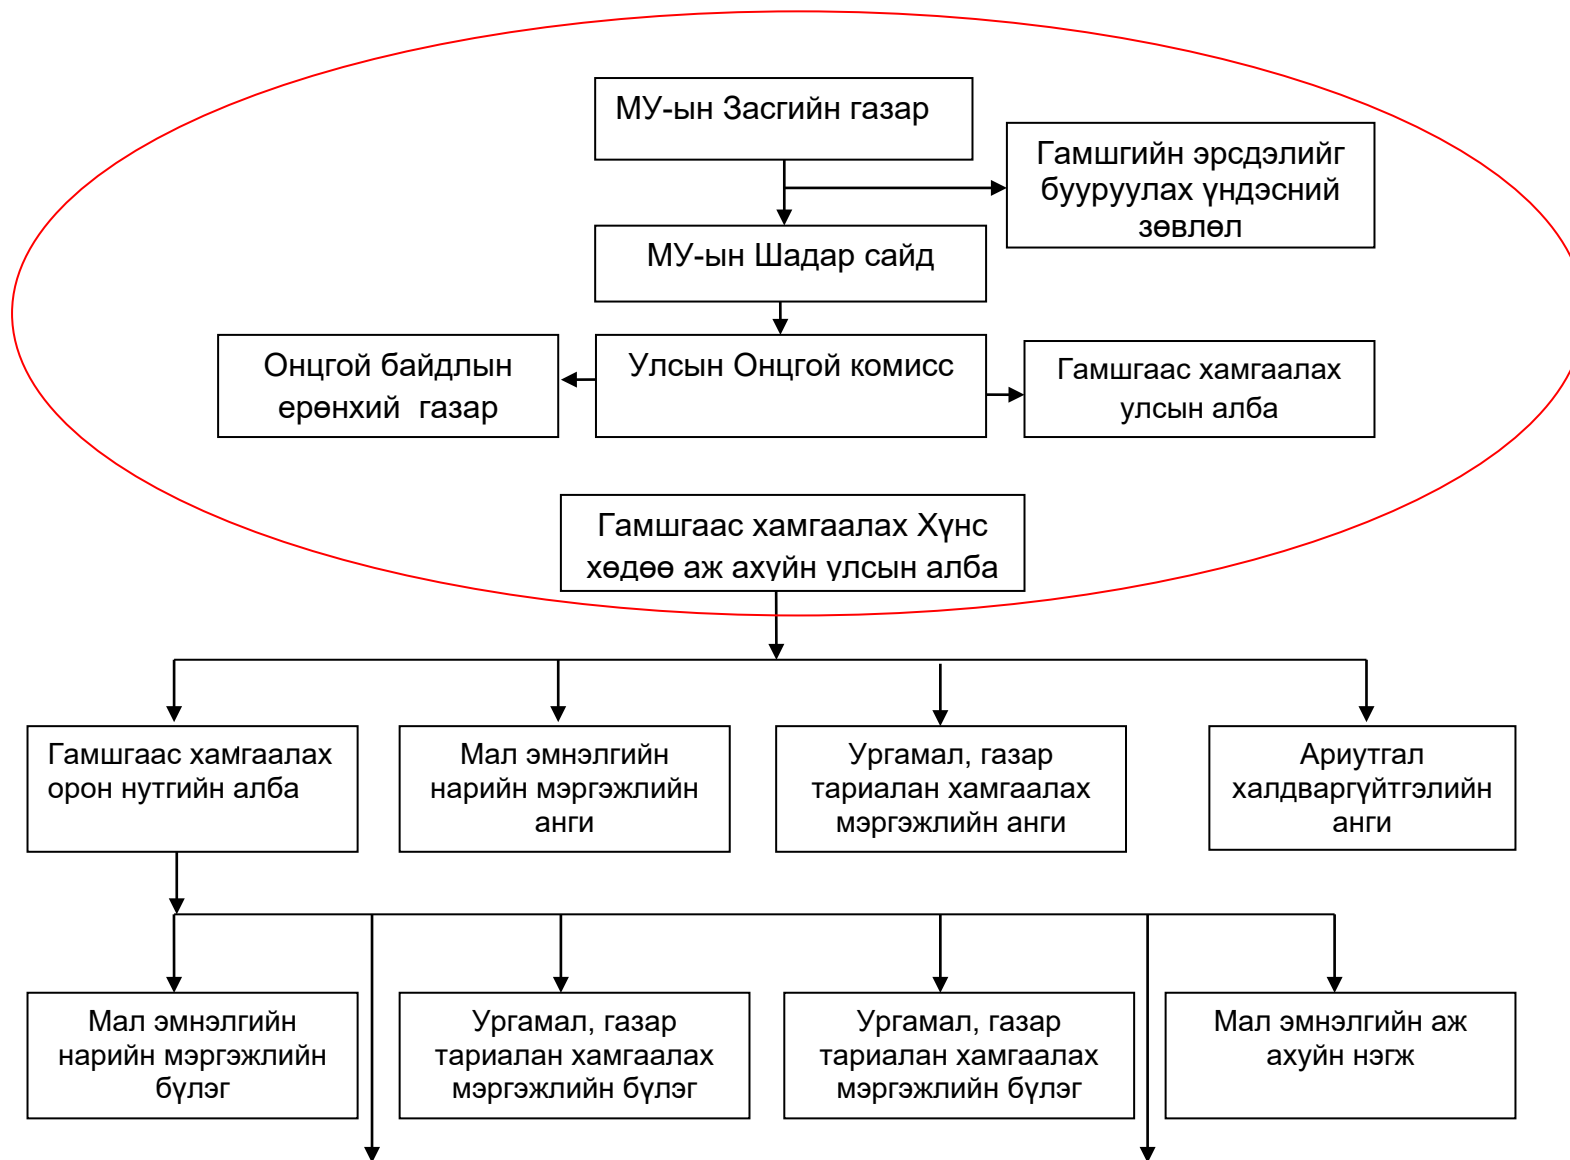 МУ-ын Засгийн газар
Гамшгийн эрсдэлийг
бууруулах үндэсний
зөвлөл
МУ-ын Шадар сайд
Онцгой байдлын
ерөнхий газар
Улсын Онцгой комисс
Гамшгаас хамгаалах
улсын алба
Гамшгаас хамгаалах Хүнс
хөдөө аж ахуйн улсын алба
Гамшгаас хамгаалах
орон нутгийн алба
Мал эмнэлгийн
нарийн мэргэжлийн
анги
Ургамал, газар
тариалан хамгаалах
мэргэжлийн анги
Ариутгал
халдваргүйтгэлийн
анги
Мал эмнэлгийн
нарийн мэргэжлийн
бүлэг
Ургамал, газар
тариалан хамгаалах
мэргэжлийн бүлэг
Ургамал, газар
тариалан хамгаалах
мэргэжлийн бүлэг
Мал эмнэлгийн аж
ахуйн нэгж